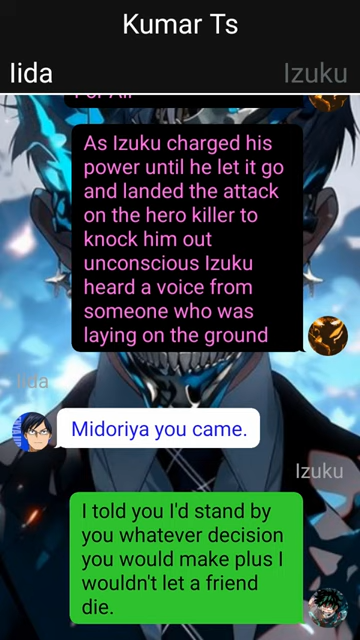 Kumar Ts
Iida
Izuku
For All
As Izuku charged his
power until he let it go
and landed the attack
on the hero killer to
knock him out
unconscious Izuku
heard a voice from
someone who was
laying on the ground
Iida
Midoriya you came.
Izuku
I told you I'd stand by
you whatever decision
you would make plus I
wouldn't let a friend
die.